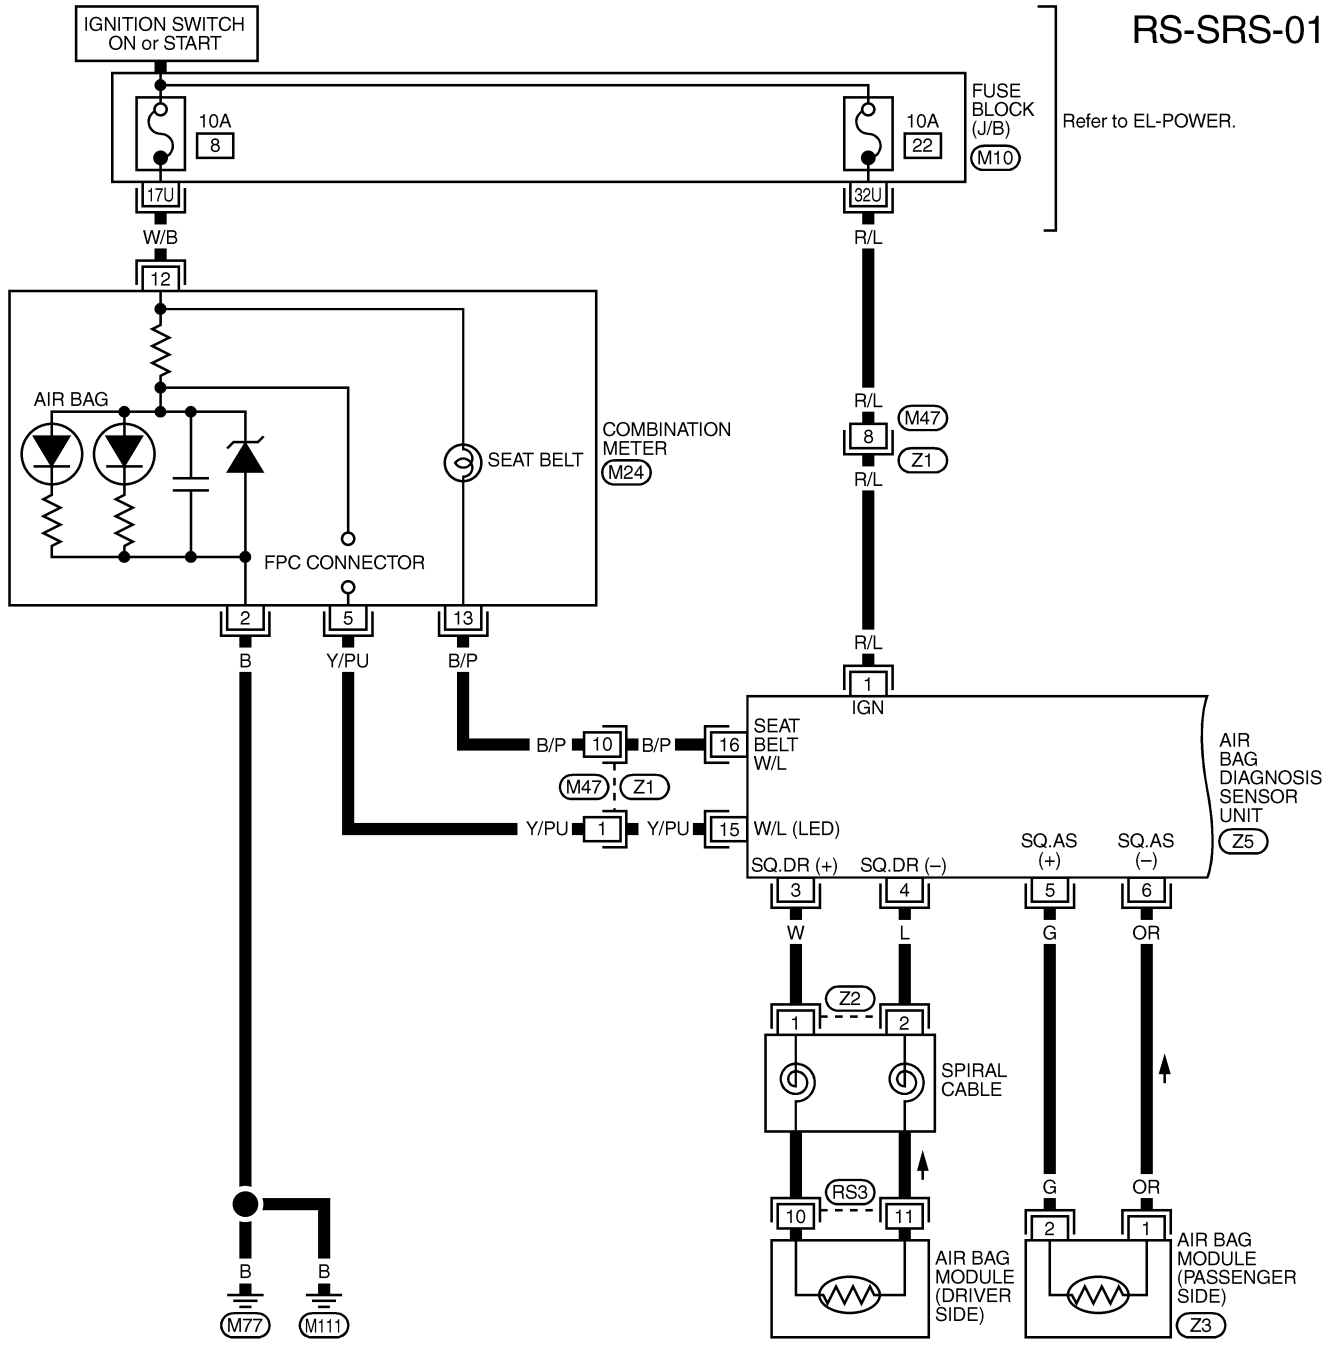 RS-SRS-01
IGNITION SWITCH
ON or START
10A
8
10A
22
FUSE
BLOCK
(J/B)
M10
Refer to EL-POWER.
17U
32U
W/B
R/L
12
AIR BAG
SEAT BELT
FPC CONNECTOR
COMBINATION
METER
M24
R/L
M47
8
Z1
R/L
2
5
13
B
Y/PU
B/P
R/L
1
IGN
B/P
10
B/P
16
SEAT
BELT
W/L
M47
Z1
Y/PU
1
Y/PU
15
W/L (LED)
AIR
BAG
DIAGNOSIS
SENSOR
UNIT
Z5
SQ.DR (+)
SQ.DR (–)
SQ.AS
(+)
SQ.AS
(–)
3
4
5
6
W
L
G
OR
Z2
1
2
SPIRAL
CABLE
RS3
10
11
G
OR
2
1
AIR BAG
MODULE
(DRIVER
SIDE)
AIR BAG
MODULE
(PASSENGER
SIDE)
Z3
B
B
M77
M111